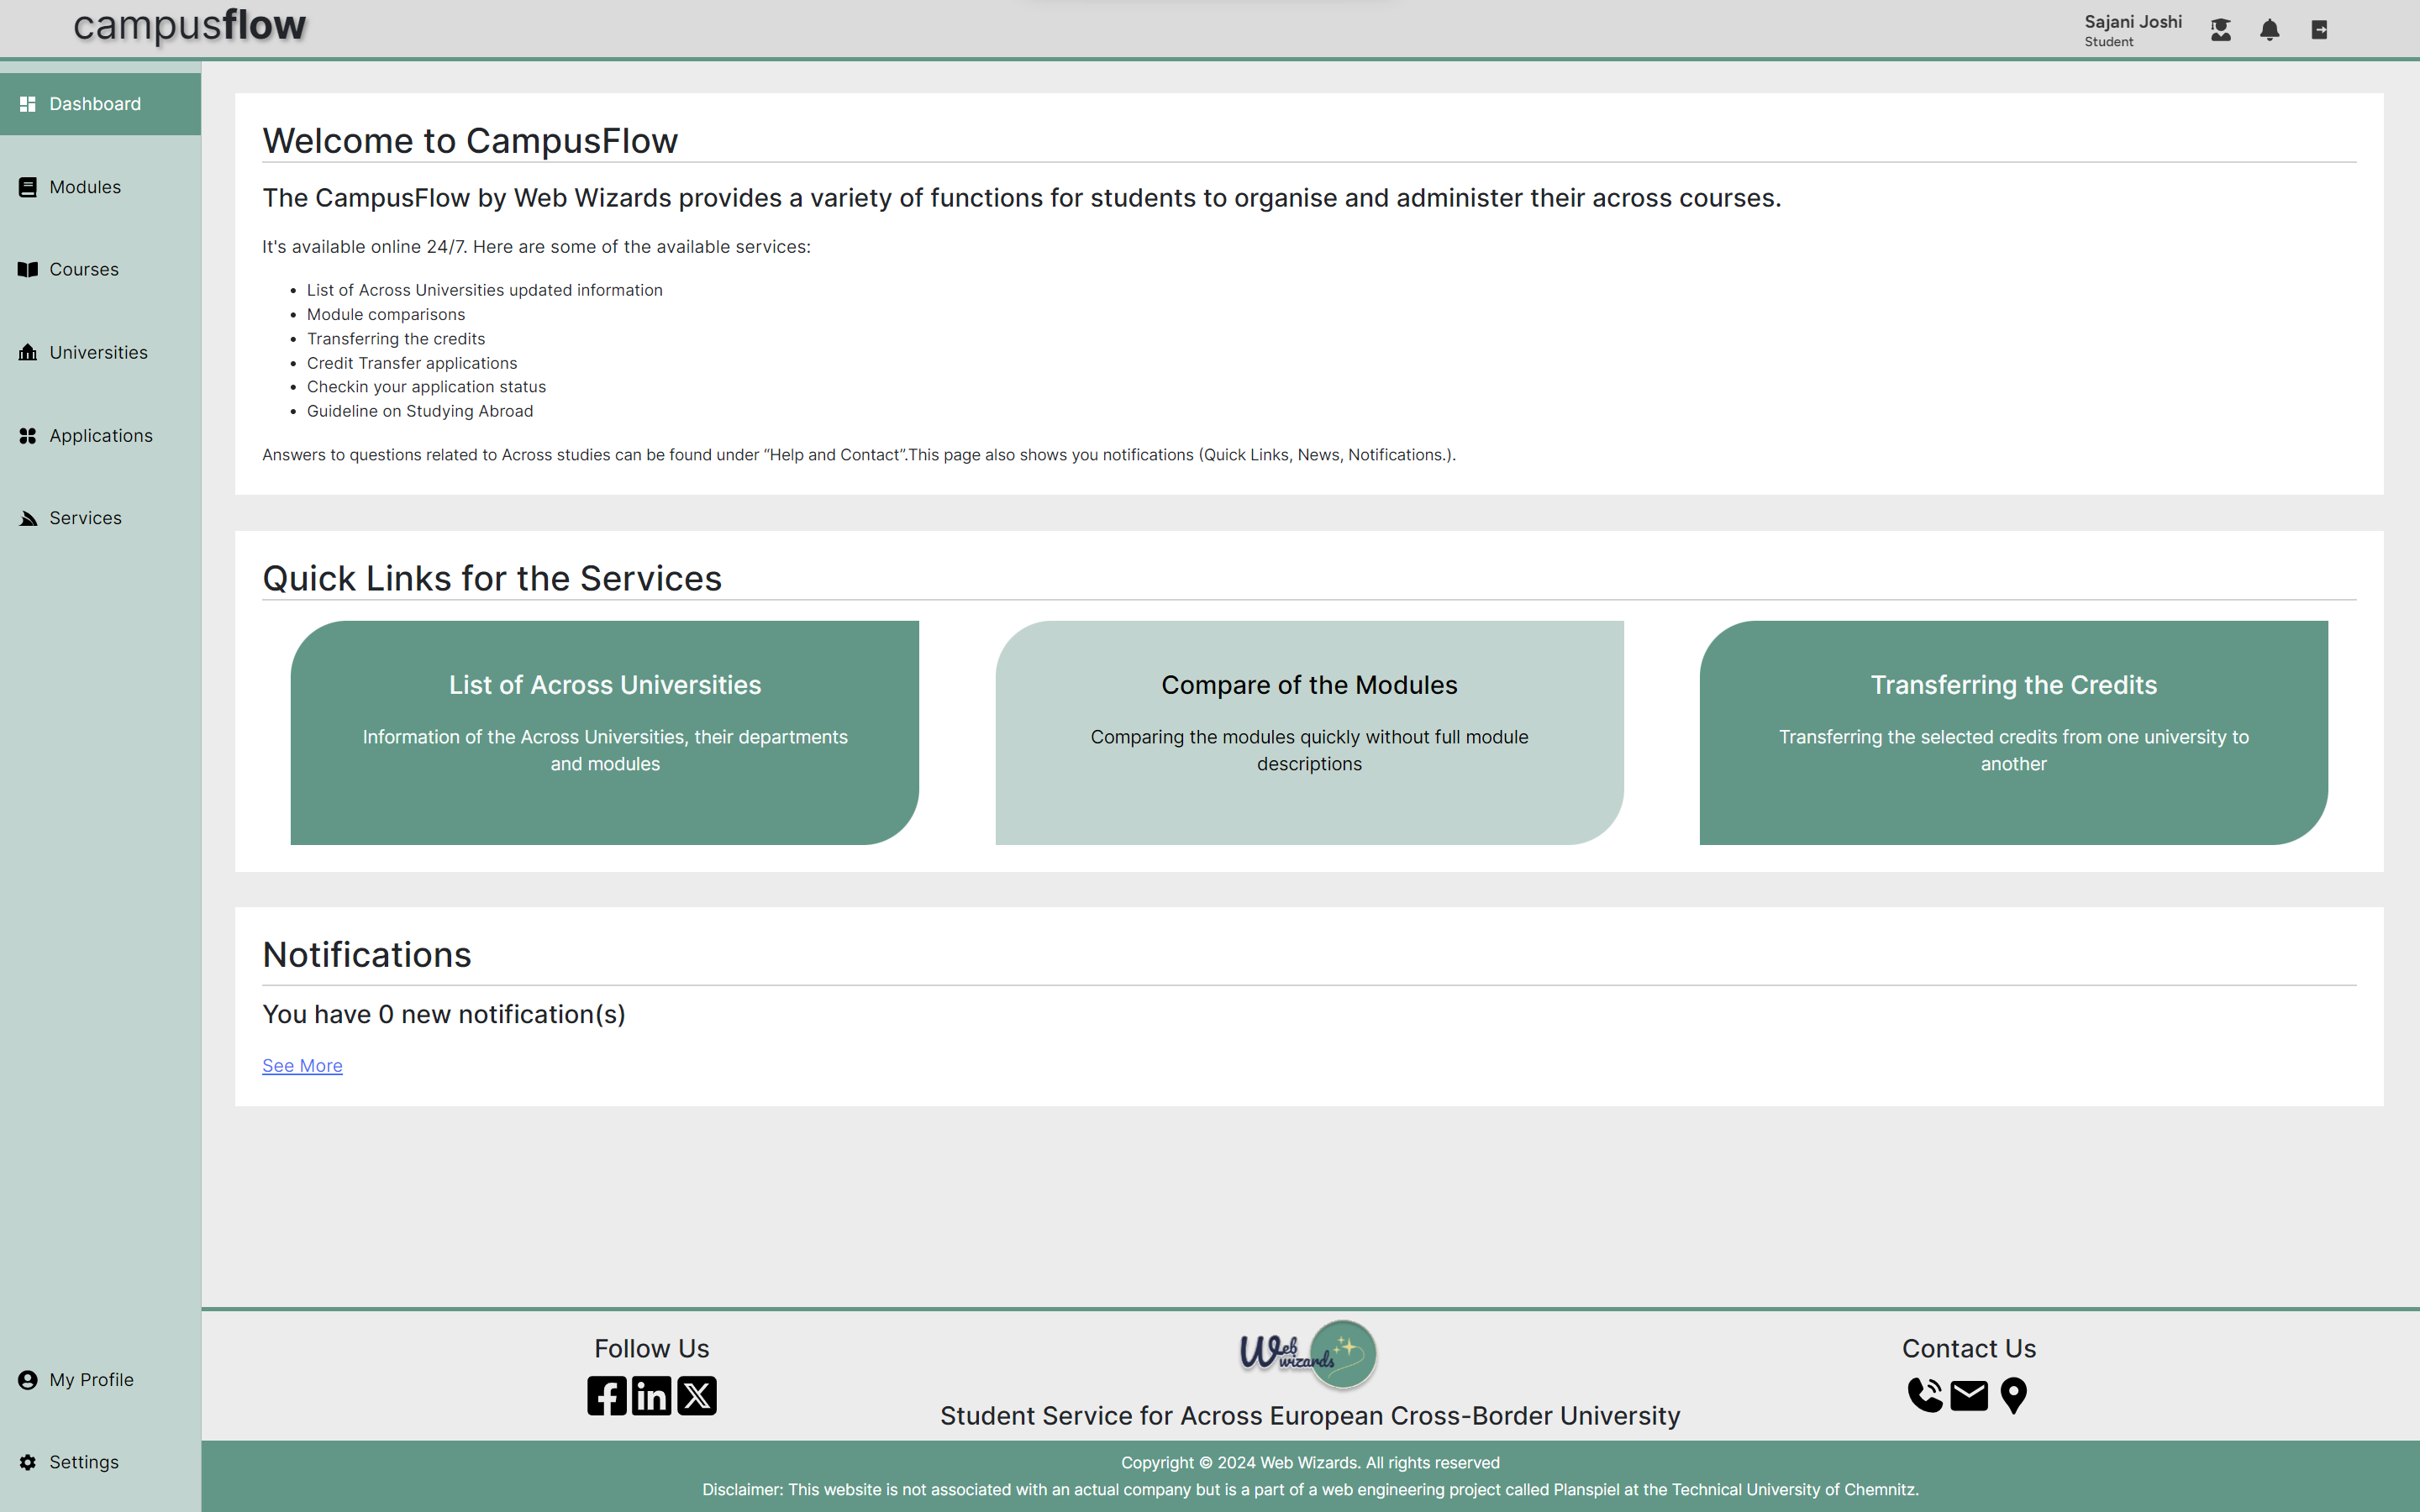 campusflow
Sajani Joshi
Student
Dashboard
Modules
Courses
Universities
Applications
Services
My Profile
Settings
Welcome to CampusFlow
The CampusFlow by Web Wizards provides a variety of functions for students to organise and administer their across courses.
It's available online 24/7. Here are some of the available services:
• List of Across Universities updated information
• Module comparisons
• Transferring the credits
• Credit Transfer applications
• Checkin your application status
• Guideline on Studying Abroad
Answers to questions related to Across studies can be found under “Help and Contact”.This page also shows you notifications (Quick Links, News, Notifications.).
Quick Links for the Services
List of Across Universities
Information of the Across Universities, their departments
and modules
Compare of the Modules
Comparing the modules quickly without full module
descriptions
Transferring the Credits
Transferring the selected credits from one university to
another
Notifications
You have 0 new notification(s)
See More
Follow Us
Web
wizards
Student Service for Across European Cross-Border University
Contact Us
Copyright © 2024 Web Wizards. All rights reserved
Disclaimer: This website is not associated with an actual company but is a part of a web engineering project called Planspiel at the Technical University of Chemnitz.